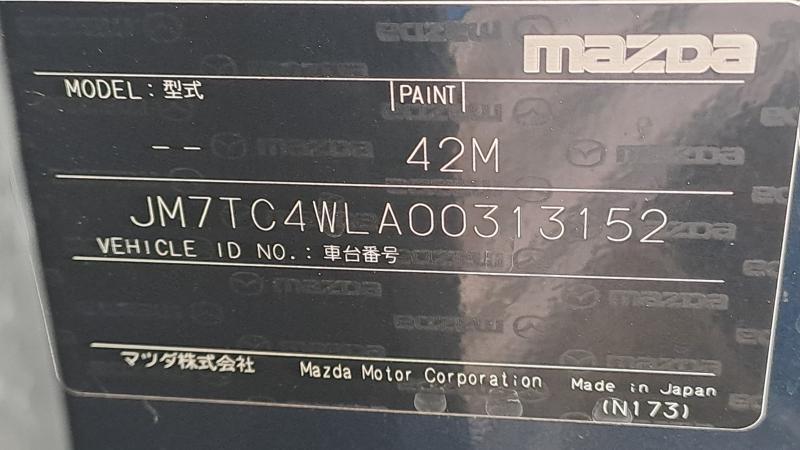 mazda
MODEL : 型式 PAINT
-- 42M
JM7TC4WLA00313152
VEHICLE ID NO. : 車台番号
マツダ株式会社 Mazda Motor Corporation Made in Japan
(N173)